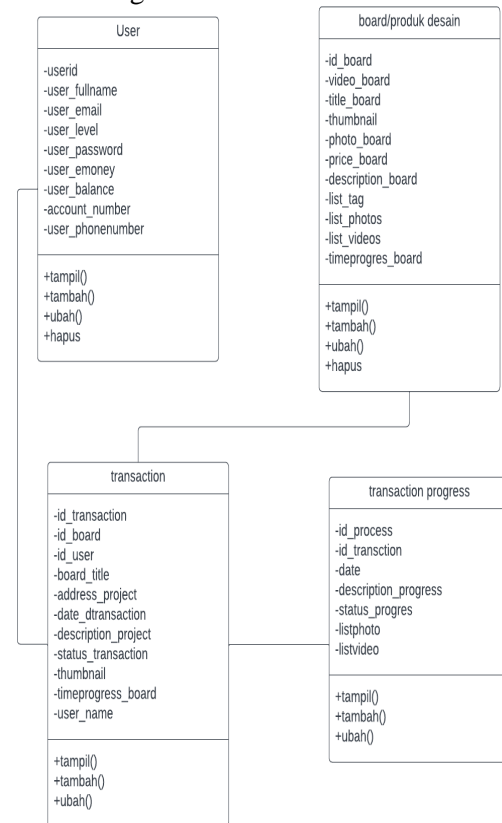 User
-userid
-user_fullname
-user_email
-user_level
-user_password
-user_emoney
-user_balance
-account_number
-user_phonenumber
+tampil()
+tambah()
+ubah()
+hapus
board/produk desain
-id_board
-video_board
-title_board
-thumbnail
-photo_board
-price_board
-description_board
-list_tag
-list_photos
-list_videos
-timeprogres_board
+tampil()
+tambah()
+ubah()
+hapus
transaction
-id_transaction
-id_board
-id_user
-board_title
-address_project
-date_dtransaction
-description_project
-status_transaction
-thumbnail
-timeprogress_board
-user_name
+tampil()
+tambah()
+ubah()
transaction progress
-id_process
-id_transction
-date
-description_progress
-status_progres
-listphoto
-listvideo
+tampil()
+tambah()
+ubah()